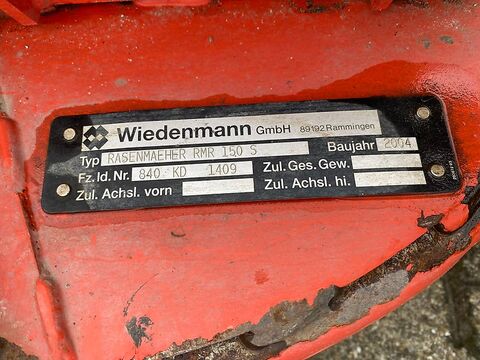 Wiedenmann GmbH 89192 Rammingen
Typ RASENMAEHER RMR 150 S Baujahr 2004
Fz.Id. Nr. 840 KD 1409 Zul. Ges. Gew.
Zul. Achsl. vorn Zul. Achsl. hi.